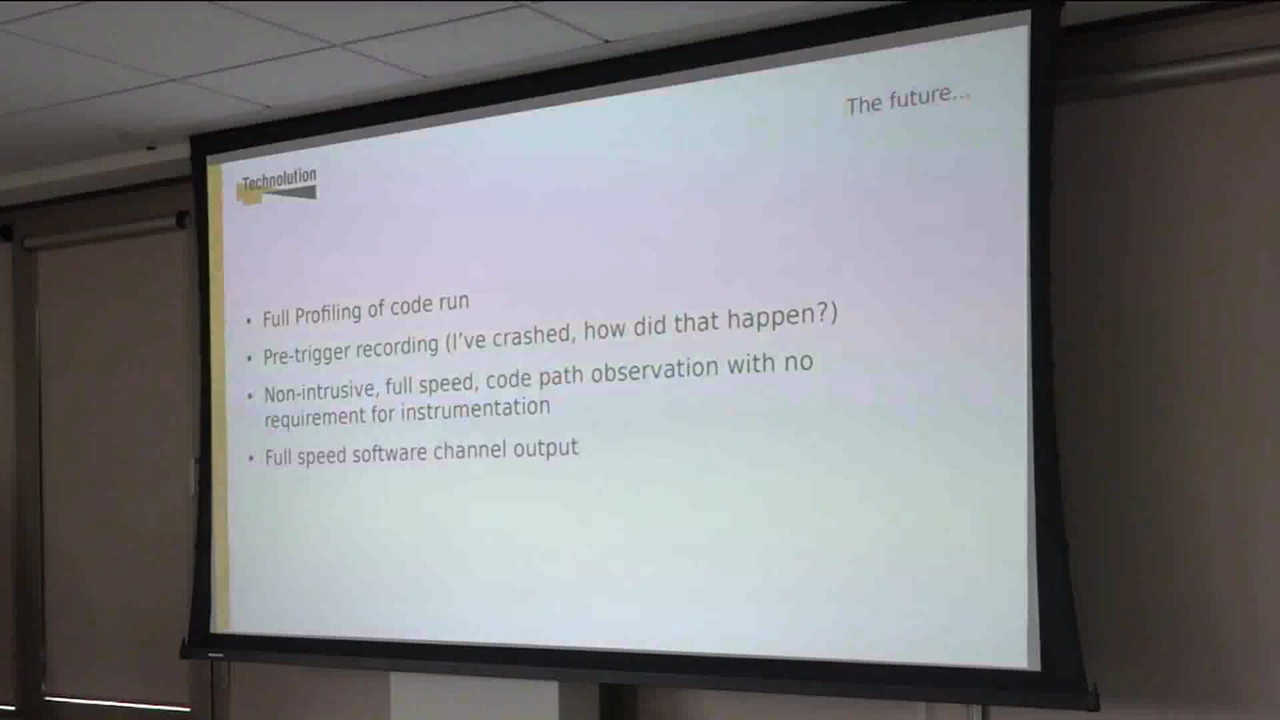 The future...
Technolution
• Full Profiling of code run
• Pre-trigger recording (I've crashed, how did that happen?)
• Non-intrusive, full speed, code path observation with no
requirement for instrumentation
• Full speed software channel output